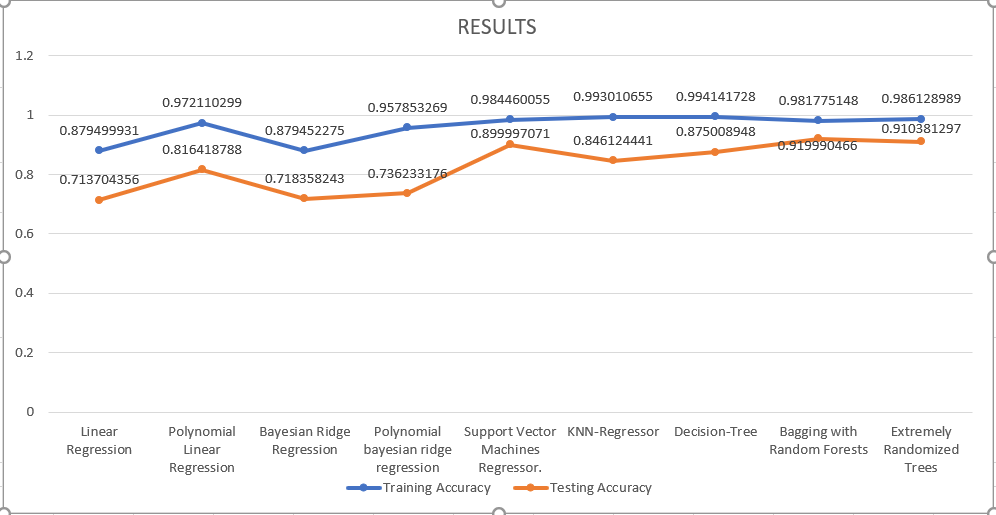 RESULTS
1.2
1
0.8
0.6
0.4
0.2
0
0.879499931
0.972110299
0.879452275
0.957853269
0.984460055
0.993010655
0.994141728
0.981775148
0.986128989
0.713704356
0.816418788
0.718358243
0.736233176
0.899997071
0.846124441
0.875008948
0.919990466
0.910381297
Linear
Regression
Polynomial
Linear
Regression
Bayesian Ridge
Regression
Polynomial
bayesian ridge
regression
Support Vector
Machines
Regressor.
KNN-Regressor
Decision-Tree
Bagging with
Random Forests
Extremely
Randomized
Trees
Training Accuracy
Testing Accuracy